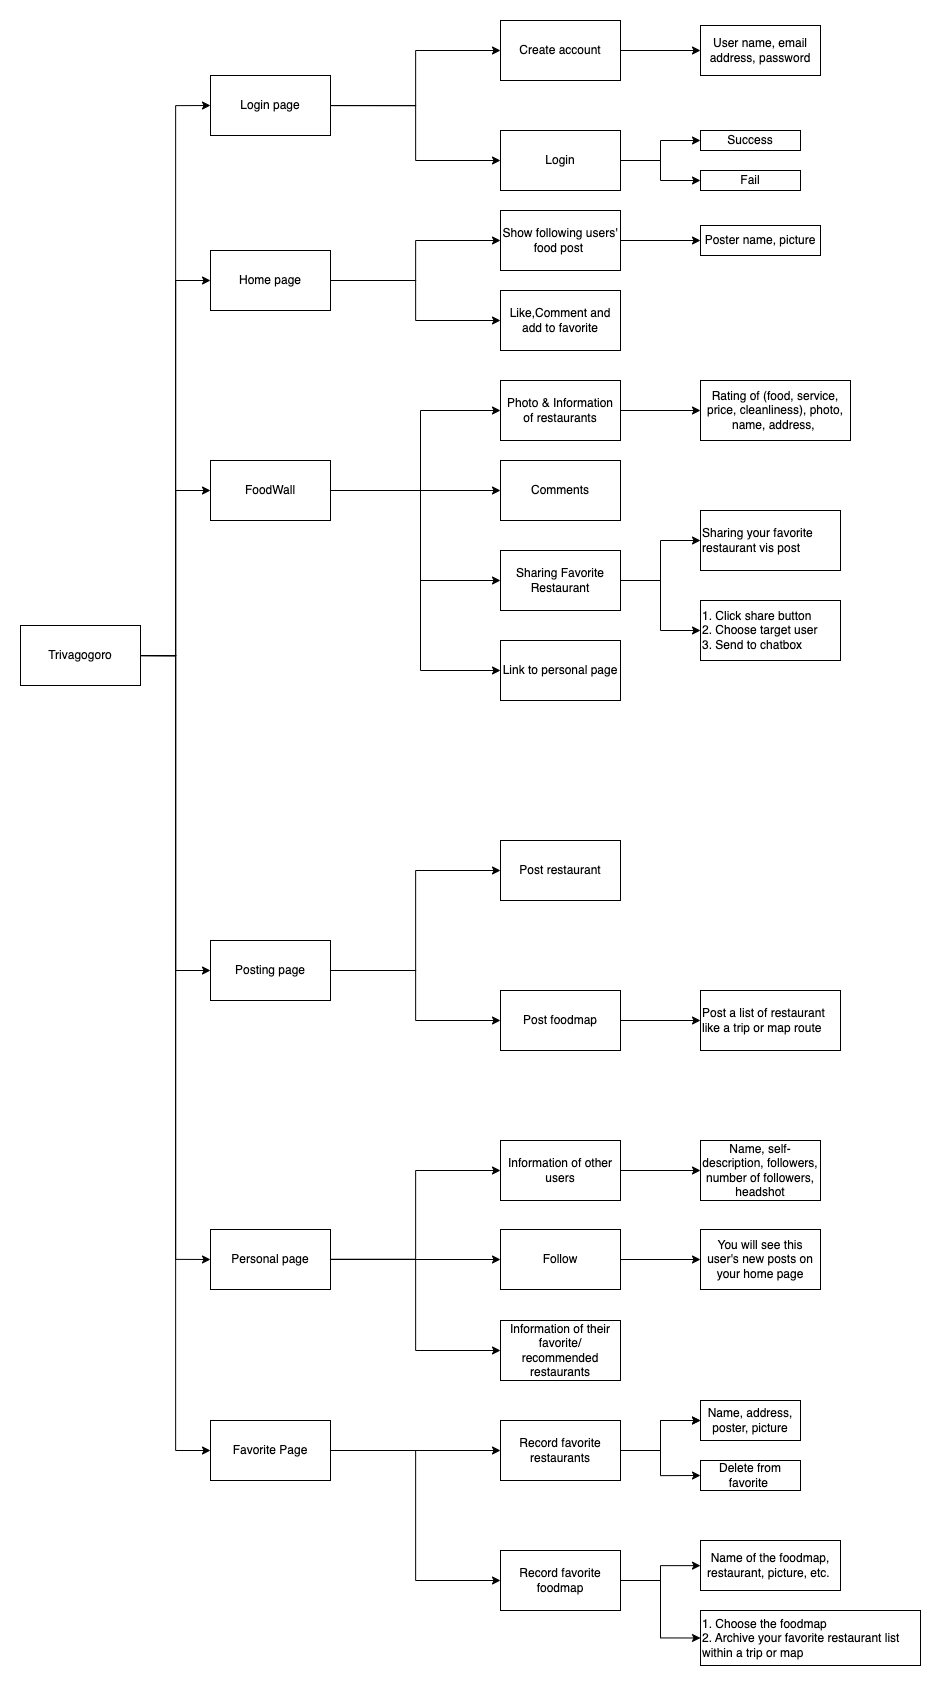 Trivagogoro
Login page
Create account
User name, email
address, password
Login
Success
Fail
Home page
Show following users'
food post
Poster name, picture
Like,Comment and
add to favorite
FoodWall
Photo & Information
of restaurants
Rating of (food, service,
price, cleanliness), photo,
name, address,
Comments
Sharing Favorite
Restaurant
Sharing your favorite
restaurant vis post
1. Click share button
2. Choose target user
3. Send to chatbox
Link to personal page
Posting page
Post restaurant
Post foodmap
Post a list of restaurant
like a trip or map route
Personal page
Information of other
users
Name, self-
description, followers,
number of followers,
headshot
Follow
You will see this
user's new posts on
your home page
Information of their
favorite/
recommended
restaurants
Favorite Page
Record favorite
restaurants
Name, address,
poster, picture
Delete from
favorite
Record favorite
foodmap
Name of the foodmap,
restaurant, picture, etc.
1. Choose the foodmap
2. Archive your favorite restaurant list
within a trip or map